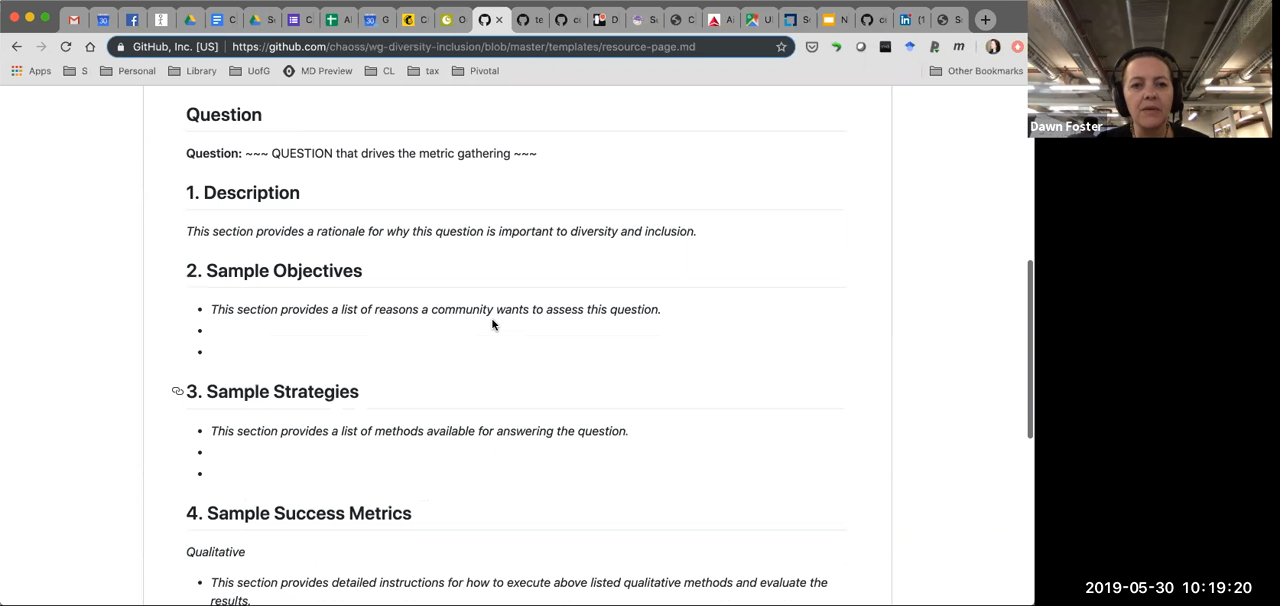 GitHub, Inc. [US] https://github.com/chaoss/wg-diversity-inclusion/blob/master/templates/resource-page.md
Apps S Personal Library UofG MD Preview CL tax Pivotal Other Bookmarks
Dawn Foster
Question
Question: ~~~ QUESTION that drives the metric gathering ~~~
1. Description
This section provides a rationale for why this question is important to diversity and inclusion.
2. Sample Objectives
• This section provides a list of reasons a community wants to assess this question.
•
•
3. Sample Strategies
• This section provides a list of methods available for answering the question.
•
•
4. Sample Success Metrics
Qualitative
• This section provides detailed instructions for how to execute above listed qualitative methods and evaluate the
results.
2019-05-30 10:19:20